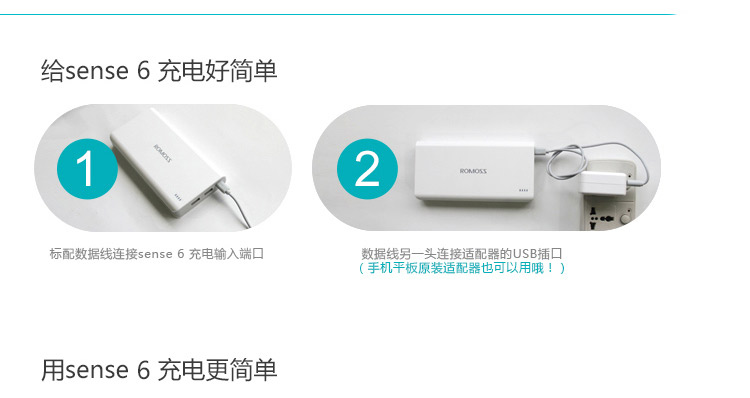 给sense 6 充电好简单
1
ROMOSS
2
ROMOSS
标配数据线连接sense 6 充电输入端口
数据线另一头连接适配器的USB插口
（手机平板原装适配器也可以用哦！）
用sense 6 充电更简单